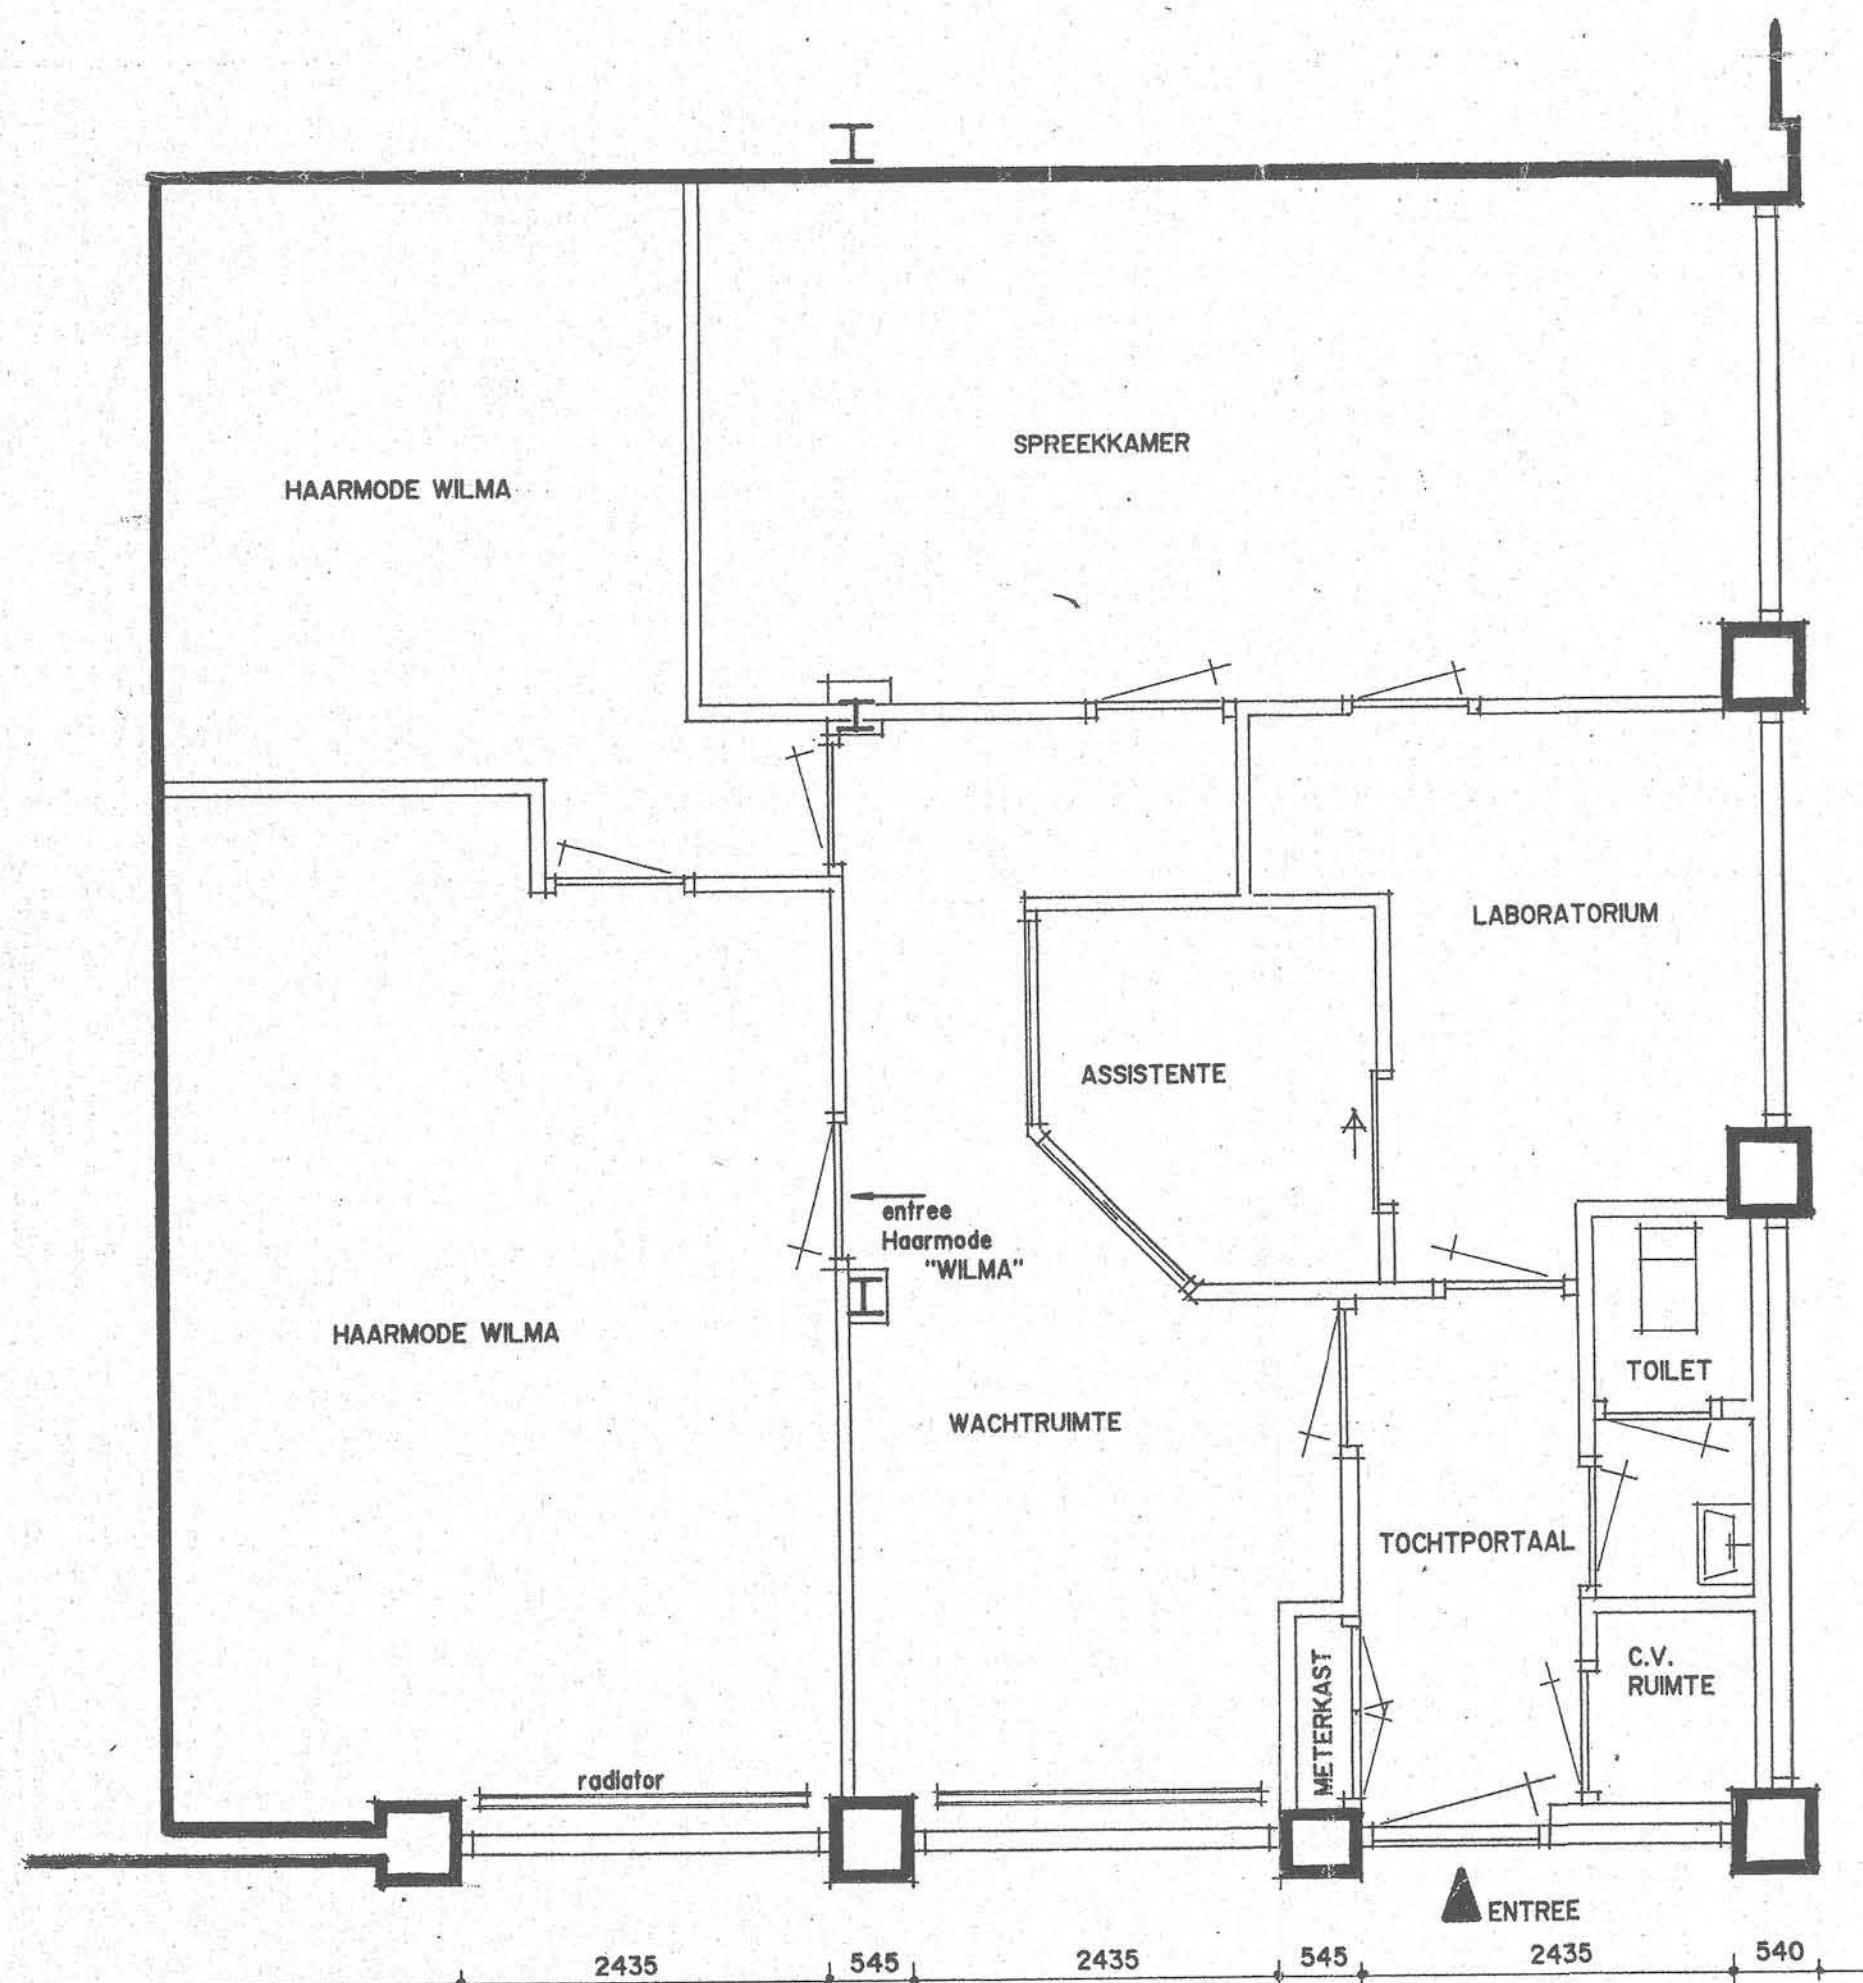 SPREEKKAMER
HAARMODE WILMA
LABORATORIUM
ASSISTENTE
entree
Haarmode
"WILMA"
HAARMODE WILMA
TOILET
WACHTRUIMTE
TOCHTPORTAAL
C.V.
RUIMTE
METERKAST
radiator
ENTREE
2435 545 2435 545 2435 540